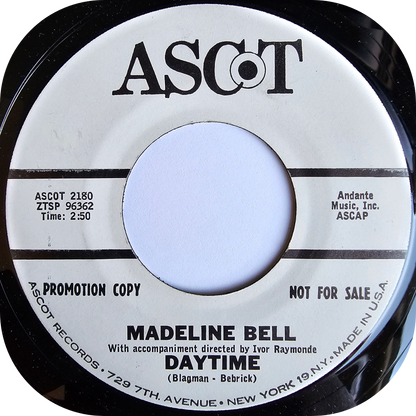 ASCOT
ASCOT 2180
ZTSP 96362
Time: 2:50
Andante
Music, Inc.
ASCAP
PROMOTION COPY
NOT FOR SALE
MADELINE BELL
With accompaniment directed by Ivor Raymonde
DAYTIME
(Blagman - Bebrick)
ASCOT RECORDS • 729 7TH. AVENUE • NEW YORK 19, N.Y. • MADE IN U.S.A.